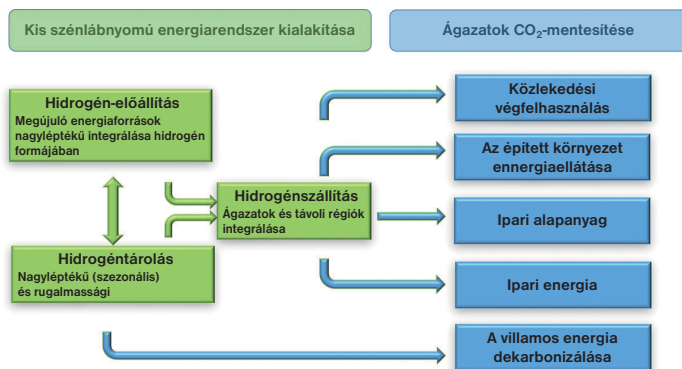 Kis szénlábnyomú energiarendszer kialakítása
Ágazatok CO₂-mentesítése
Hidrogén-előállítás
Megújuló energiaforrások
nagyléptékű integrálása hidrogén
formájában
Hidrogénszállítás
Ágazatok és távoli régiók
integrálása
Hidrogéntárolás
Nagyléptékű (szezonális)
és rugalmassági
Közlekedési
végfelhasználás
Az épített környezet
ennergiaellátása
Ipari alapanyag
Ipari energia
A villamos energia
dekarbonizálása